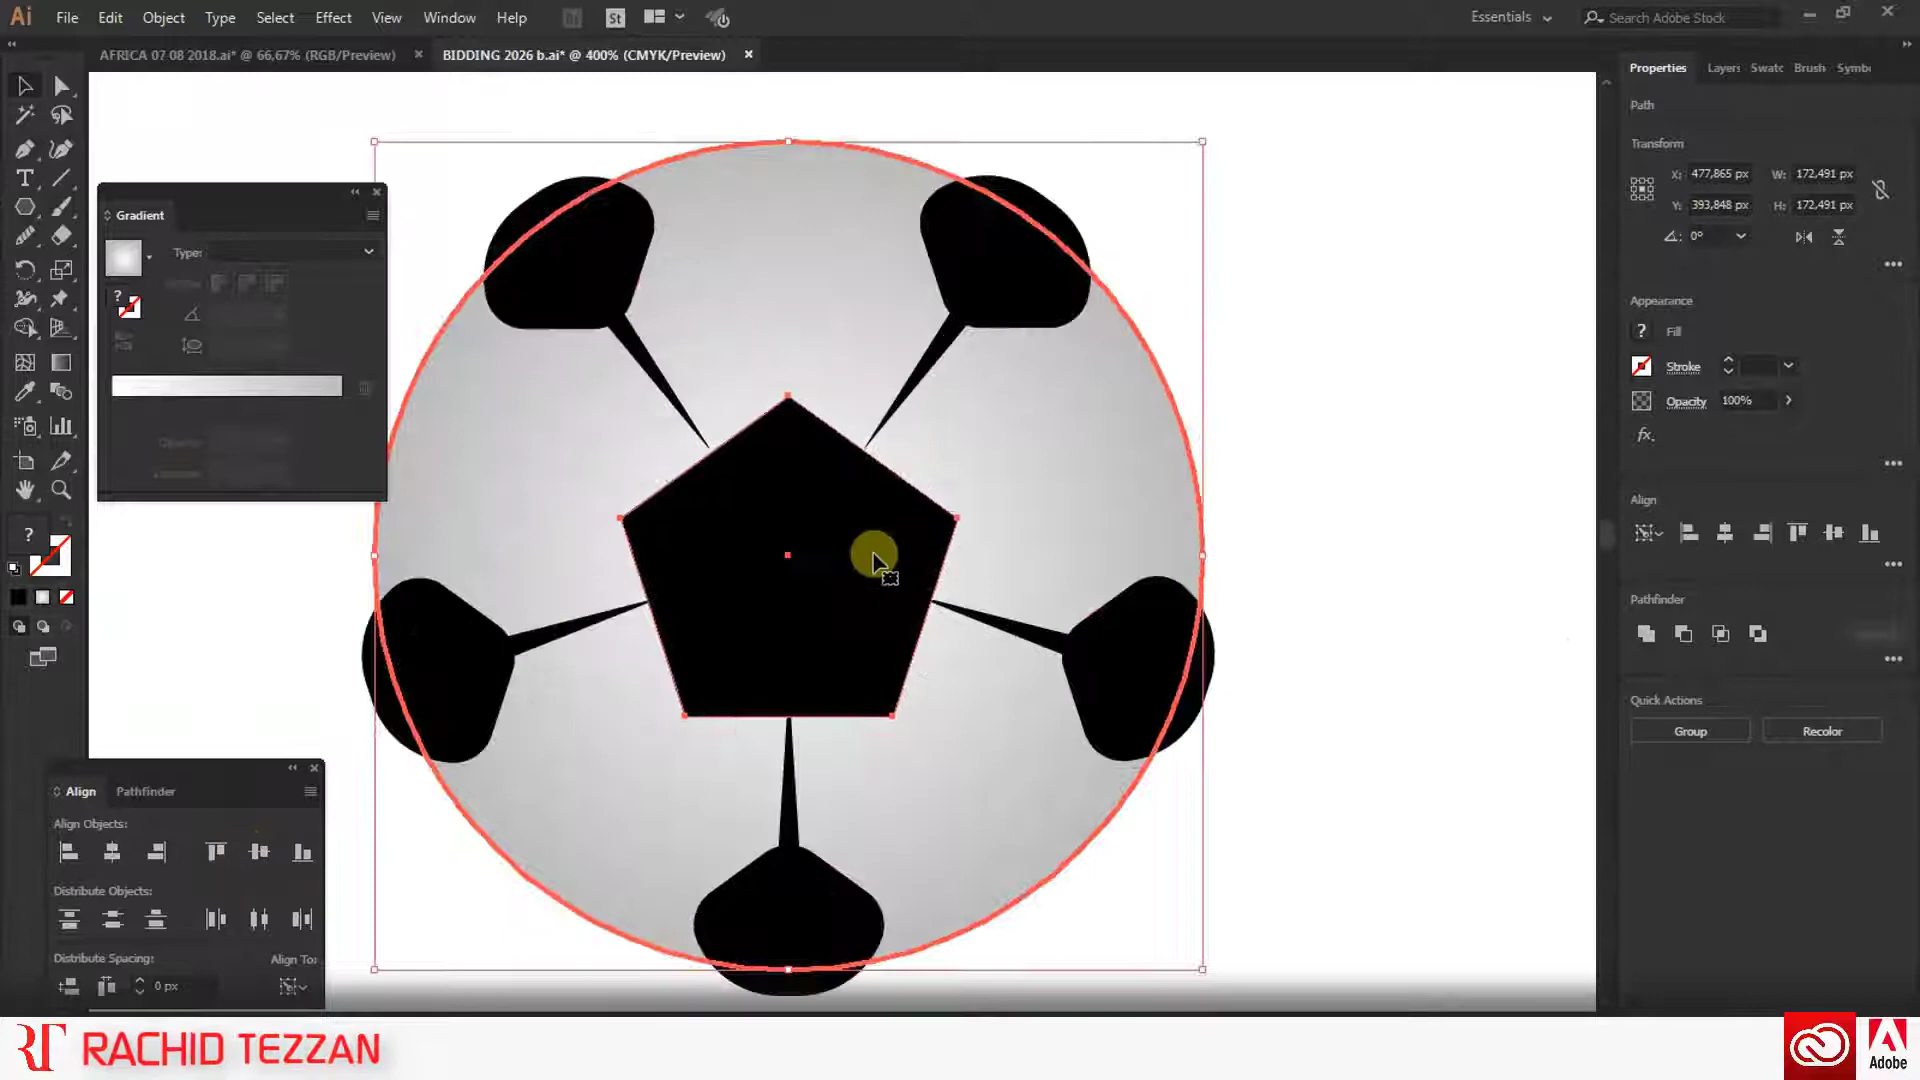 Ai File Edit Object Type Select Effect View Window Help St Essentials Search Adobe Stock
AFRICA 07 08 2018.ai* @ 66,67% (RGB/Preview) BIDDING 2026 b.ai* @ 400% (CMYK/Preview)
Properties Layers Swatc Brush Symbo
Path
Transform
X: 477,865 px W: 172,491 px
Y: 393,848 px H: 172,491 px
0°
Appearance
? Fill
Stroke
Opacity 100%
fx.
Align
Pathfinder
Quick Actions
Group Recolor
Gradient
Type:
?
?
Align Pathfinder
Align Objects:
Distribute Objects:
Distribute Spacing: Align To:
0 px
RT RACHID TEZZAN
Adobe